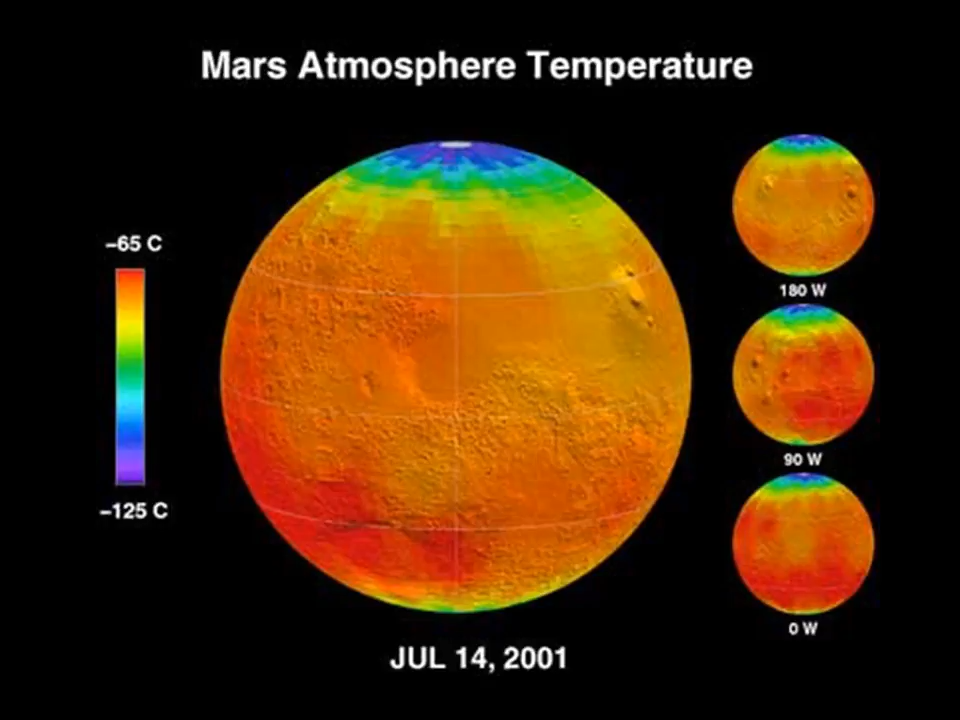 Mars Atmosphere Temperature
–65 C
–125 C
180 W
90 W
0 W
JUL 14, 2001